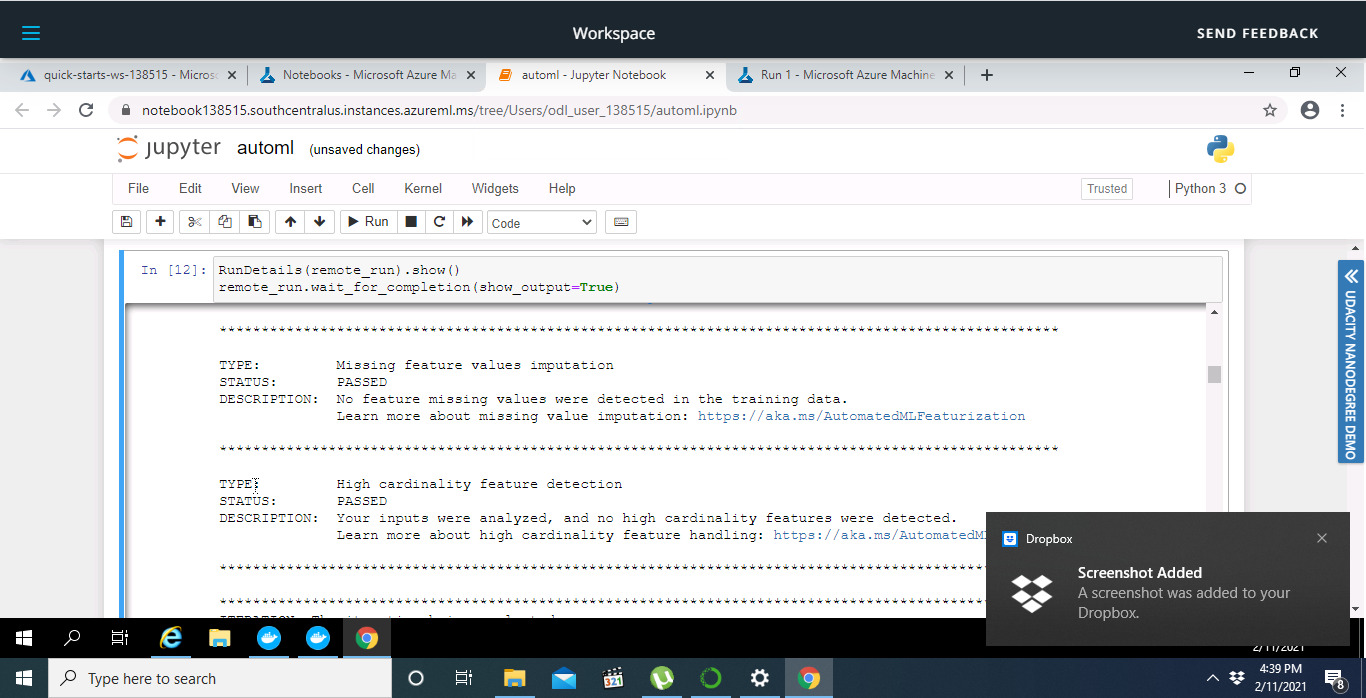 Workspace
SEND FEEDBACK
quick-starts-ws-138515 - Microsc
Notebooks - Microsoft Azure Ma
automl - Jupyter Notebook
Run 1 - Microsoft Azure Machine
notebook138515.southcentralus.instances.azureml.ms/tree/Users/odl_user_138515/automl.ipynb
jupyter automl (unsaved changes)
File Edit View Insert Cell Kernel Widgets Help
Trusted
Python 3
Run
Code
In [12]: RunDetails(remote_run).show()
remote_run.wait_for_completion(show_output=True)
****************************************************************************************************
TYPE: Missing feature values imputation
STATUS: PASSED
DESCRIPTION: No feature missing values were detected in the training data.
Learn more about missing value imputation: https://aka.ms/AutomatedMLFeaturization
****************************************************************************************************
TYPE: High cardinality feature detection
STATUS: PASSED
DESCRIPTION: Your inputs were analyzed, and no high cardinality features were detected.
Learn more about high cardinality feature handling: https://aka.ms/AutomatedML
****************************************************************************************************
****************************************************************************************************
UDACITY NANODEGREE DEMO
Dropbox
Screenshot Added
A screenshot was added to your
Dropbox.
2/11/2021
Type here to search
321
4:39 PM
2/11/2021
8